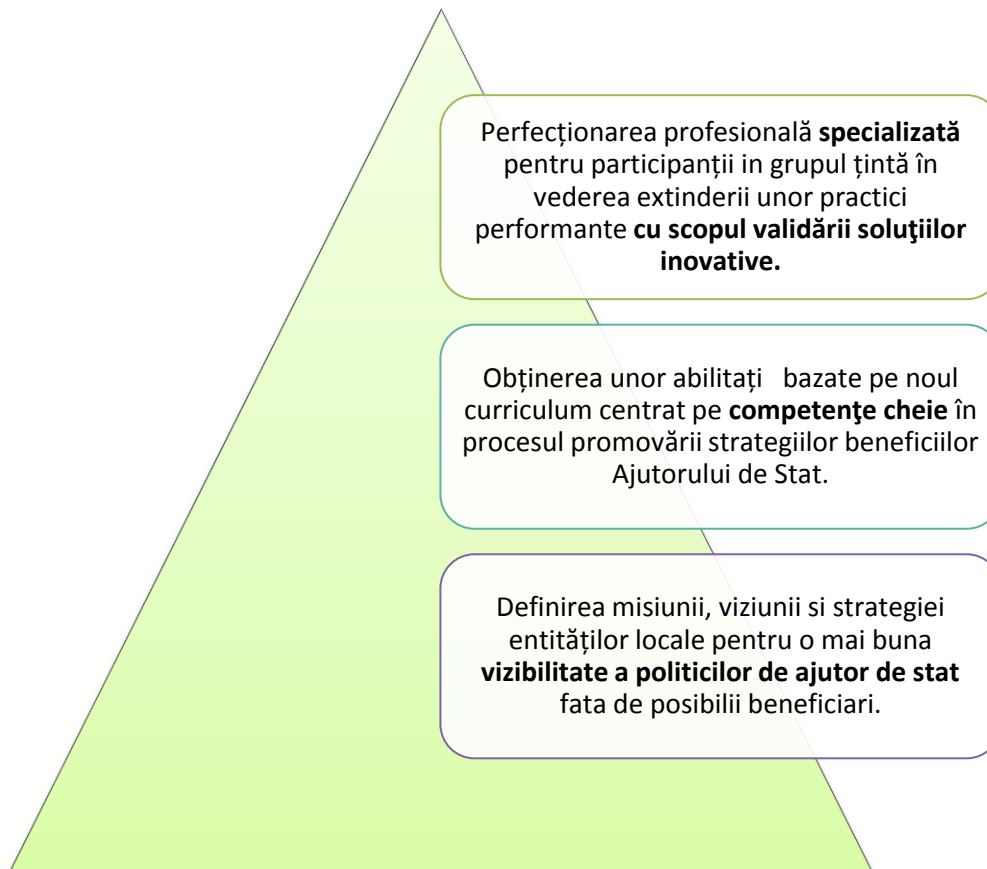 Perfecționarea profesională specializată
pentru participanții in grupul țintă în
vederea extinderii unor practici
performante cu scopul validării soluţiilor
inovative.
Obținerea unor abilitați   bazate pe noul
curriculum centrat pe competenţe cheie în
procesul promovării strategiilor beneficiilor
Ajutorului de Stat.
Definirea misiunii, viziunii si strategiei
entităților locale pentru o mai buna
vizibilitate a politicilor de ajutor de stat
fata de posibilii beneficiari.